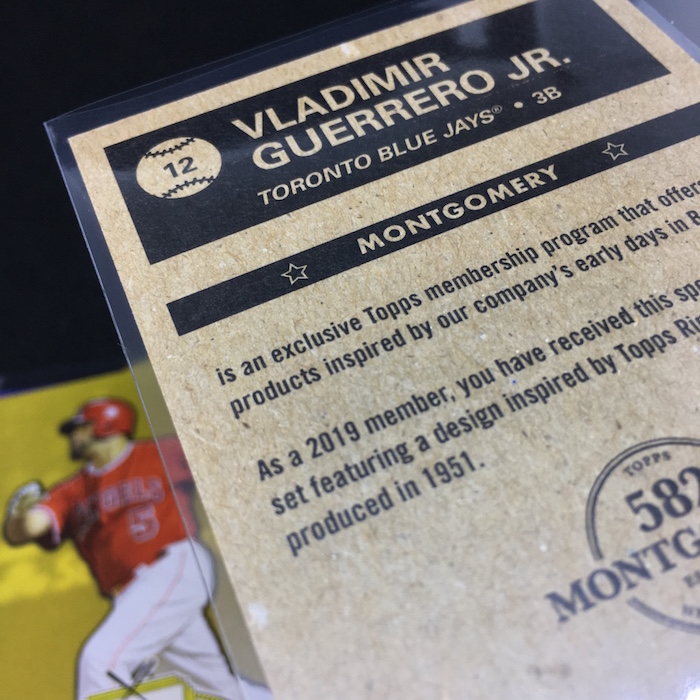 12
VLADIMIR
GUERRERO JR.
TORONTO BLUE JAYS® • 3B
MONTGOMERY
is an exclusive Topps membership program that
products inspired by our company's early days in
As a 2019 member, you have received this
set featuring a design inspired by Topps
produced in 1951.
TOPPS
582
ANGELS
5